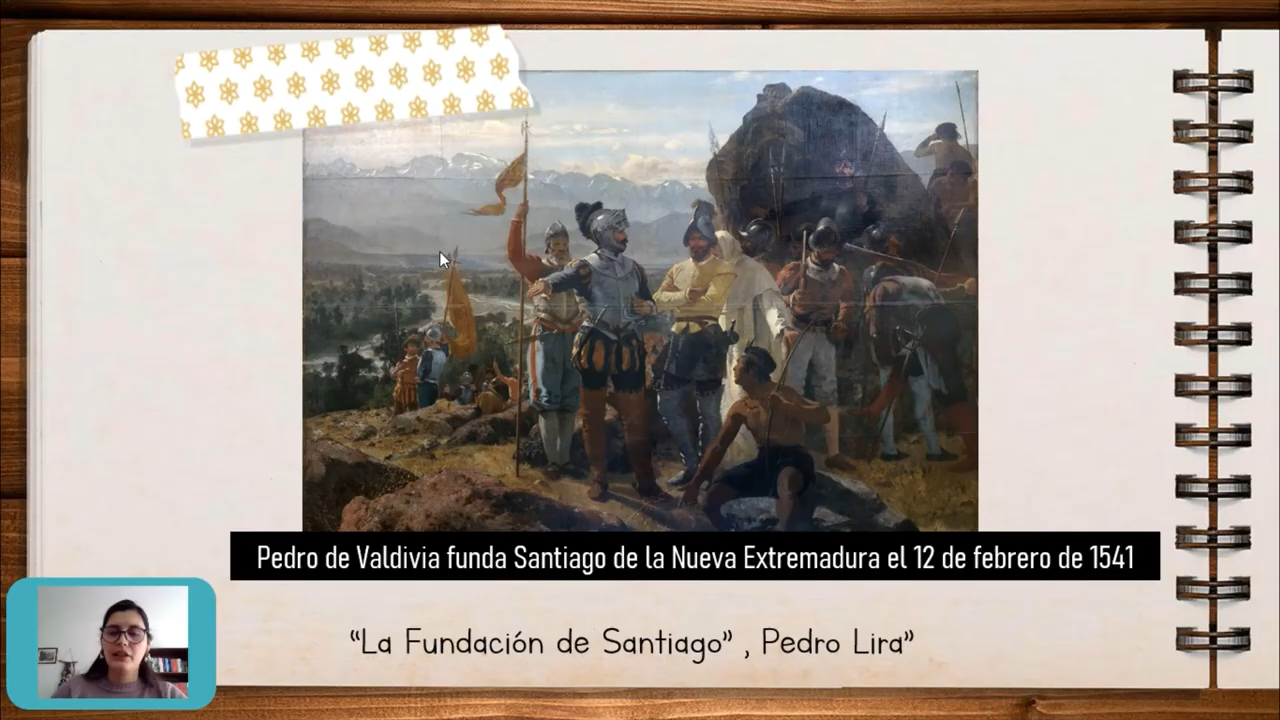 Pedro de Valdivia funda Santiago de la Nueva Extremadura el 12 de febrero de 1541
“La Fundación de Santiago” , Pedro Lira”